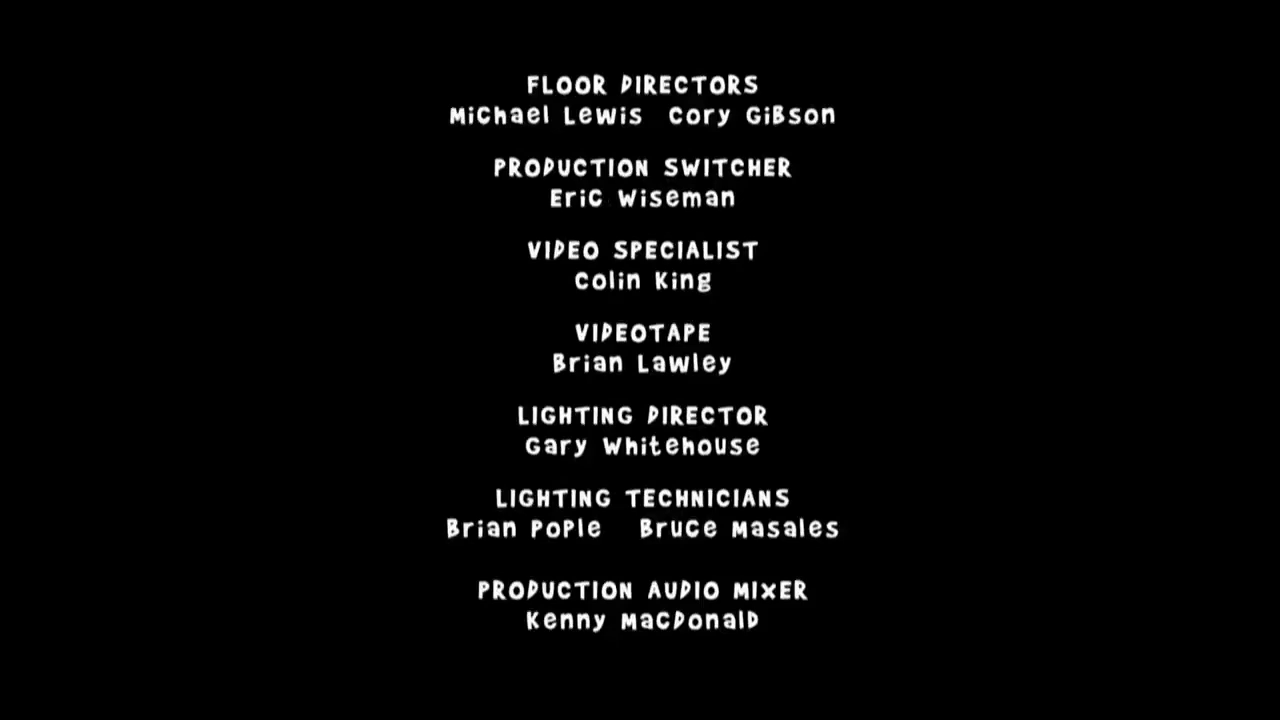 FLOOR DIRECTORS
Michael Lewis Cory Gibson
PRODUCTION SWITCHER
Eric Wiseman
VIDEO SPECIALIST
Colin King
VIDEOTAPE
Brian Lawley
LIGHTING DIRECTOR
Gary Whitehouse
LIGHTING TECHNICIANS
Brian Pople Bruce Masales
PRODUCTION AUDIO MIXER
Kenny MacDonald